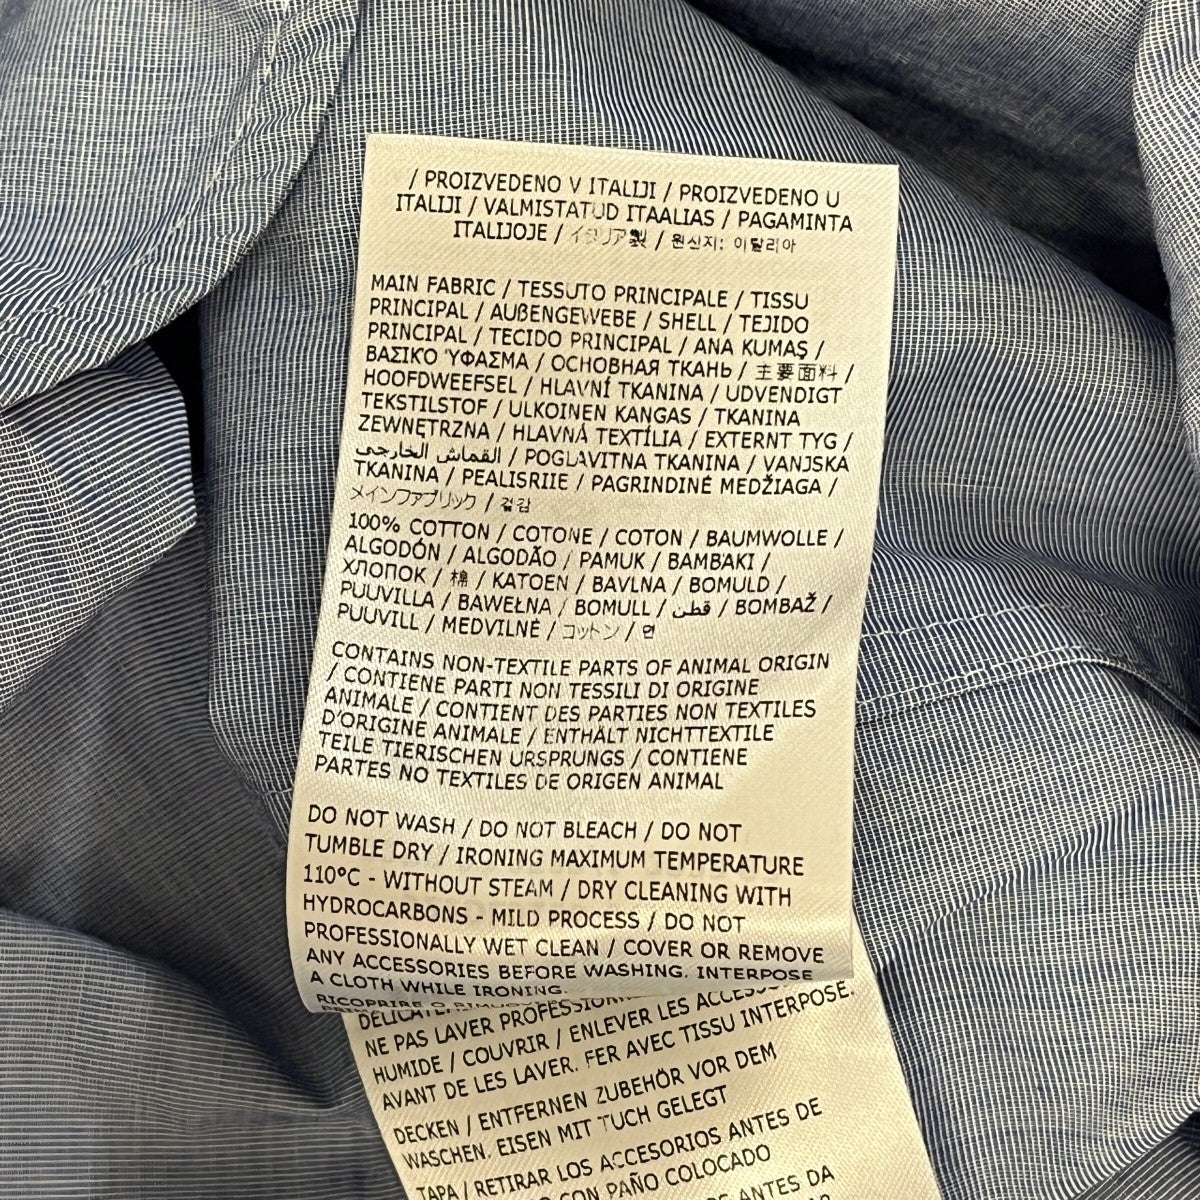 / PROIZVEDENO V ITALIJI / PROIZVEDENO U
ITALIJI / VALMISTATUD ITAALIAS / PAGAMINTA
ITALIJOJE / イタリア製 / 원산지: 이탈리아
MAIN FABRIC / TESSUTO PRINCIPALE / TISSU
PRINCIPAL / AUßENGEWEBE / SHELL / TEJIDO
PRINCIPAL / TECIDO PRINCIPAL / ANA KUMAŞ /
ΒΑΣΙΚΟ ΎΦΑΣΜΑ / ОСНОВНАЯ ТКАНЬ / 主要面料 /
HOOFDWEEFSEL / HLAVNÍ TKANINA / UDVENDIGT
TEKSTILSTOF / ULKOINEN KANGAS / TKANINA
ZEWNĘTRZNA / HLAVNÁ TEXTÍLIA / EXTERNT TYG /
القماش الخارجى / POGLAVITNA TKANINA / VANJSKA
TKANINA / PEALISRIIE / PAGRINDINĖ MEDŽIAGA /
メインファブリック / 겉감
100% COTTON / COTONE / COTON / BAUMWOLLE /
ALGODÓN / ALGODÃO / PAMUK / ΒΑΜΒΑΚΙ /
ХЛОПОК / 棉 / KATOEN / BAVLNA / BOMULD /
PUUVILLA / BAWEŁNA / BOMULL / قطن / BOMBAŽ /
PUUVILL / MEDVILNĖ / コットン / 면
CONTAINS NON-TEXTILE PARTS OF ANIMAL ORIGIN
/ CONTIENE PARTI NON TESSILI DI ORIGINE
ANIMALE / CONTIENT DES PARTIES NON TEXTILES
D'ORIGINE ANIMALE / ENTHÄLT NICHTTEXTILE
TEILE TIERISCHEN URSPRUNGS / CONTIENE
PARTES NO TEXTILES DE ORIGEN ANIMAL
DO NOT WASH / DO NOT BLEACH / DO NOT
TUMBLE DRY / IRONING MAXIMUM TEMPERATURE
110°C - WITHOUT STEAM / DRY CLEANING WITH
HYDROCARBONS - MILD PROCESS / DO NOT
PROFESSIONALLY WET CLEAN / COVER OR REMOVE
ANY ACCESSORIES BEFORE WASHING. INTERPOSE
A CLOTH WHILE IRONING.
RICOPRIRE O
DELICATE.
NE PAS LAVER
HUMIDE / COUVRIR / ENLEVER LES
AVANT DE LES LAVER. FER AVEC TISSU INTERPOSE.
DECKEN / ENTFERNEN ZUBEHÖR VOR DEM
WASCHEN. EISEN MIT TUCH GELEGT
TAPA / RETIRAR LOS ACCESORIOS ANTES DE
CON PAÑO COLOCADO
ANTES DA